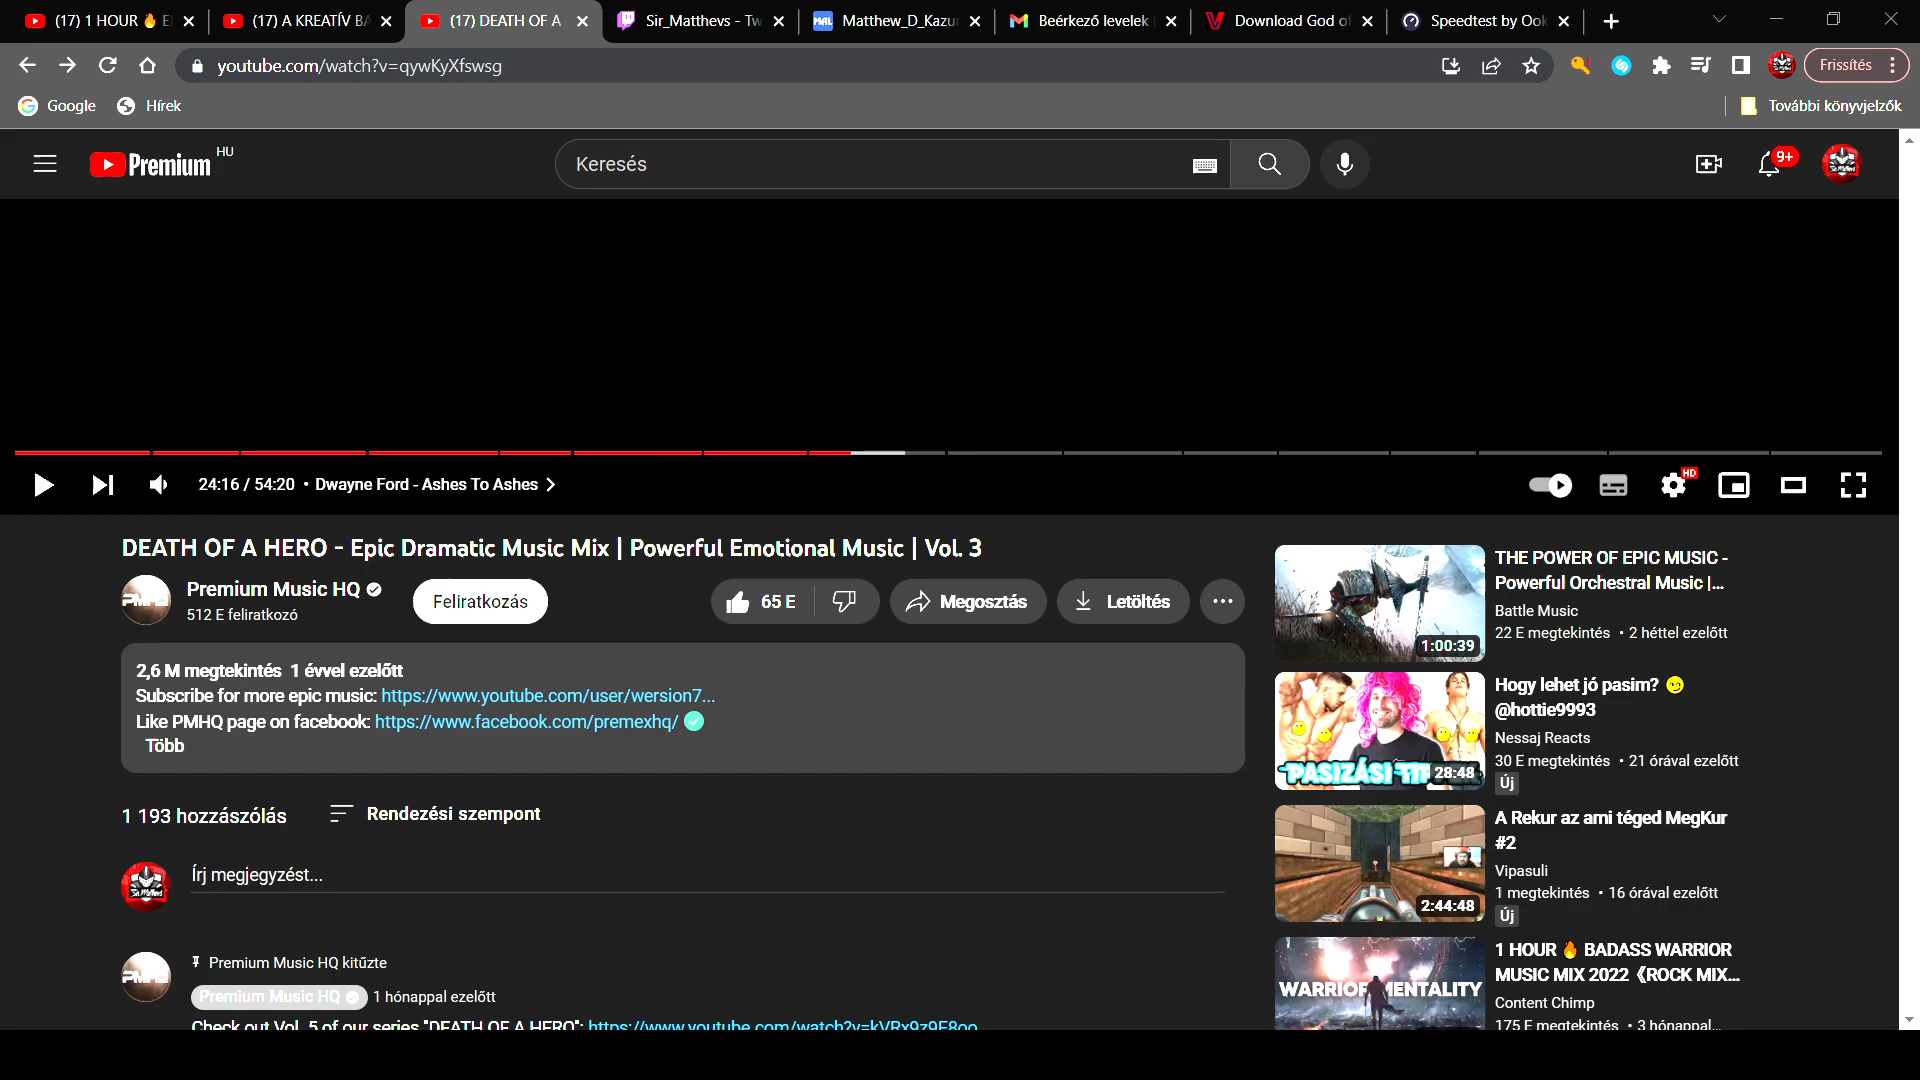 (17) 1 HOUR 🔥 E
(17) A KREATÍV BA
(17) DEATH OF A
Sir_Matthevs - Tw
Matthew_D_Kazur
Beérkező levelek
Download God of
Speedtest by Ook
youtube.com/watch?v=qywKyXfswsg
Frissítés
Google
Hírek
További könyvjelzők
Premium HU
Keresés
9+
24:16 / 54:20 • Dwayne Ford - Ashes To Ashes
HD
DEATH OF A HERO - Epic Dramatic Music Mix | Powerful Emotional Music | Vol. 3
Premium Music HQ
512 E feliratkozó
Feliratkozás
65 E
Megosztás
Letöltés
2,6 M megtekintés 1 évvel ezelőtt
Subscribe for more epic music: https://www.youtube.com/user/wersion7...
Like PMHQ page on facebook: https://www.facebook.com/premexhq/
Több
1 193 hozzászólás
Rendezési szempont
Írj megjegyzést...
Premium Music HQ kitűzte
Premium Music HQ
1 hónappal ezelőtt
Check out Vol. 5 of our series "DEATH OF A HERO":
1:00:39
THE POWER OF EPIC MUSIC -
Powerful Orchestral Music |...
Battle Music
22 E megtekintés • 2 héttel ezelőtt
PASIZÁSI
28:48
Hogy lehet jó pasim? 😏
@hottie9993
Nessaj Reacts
30 E megtekintés • 21 órával ezelőtt
Új
2:44:48
A Rekur az ami téged MegKur
#2
Vipasuli
1 megtekintés • 16 órával ezelőtt
Új
WARRIOR MENTALITY
1 HOUR 🔥 BADASS WARRIOR
MUSIC MIX 2022《ROCK MIX...
Content Chimp
175 E megtekintés • 3 hónappal...